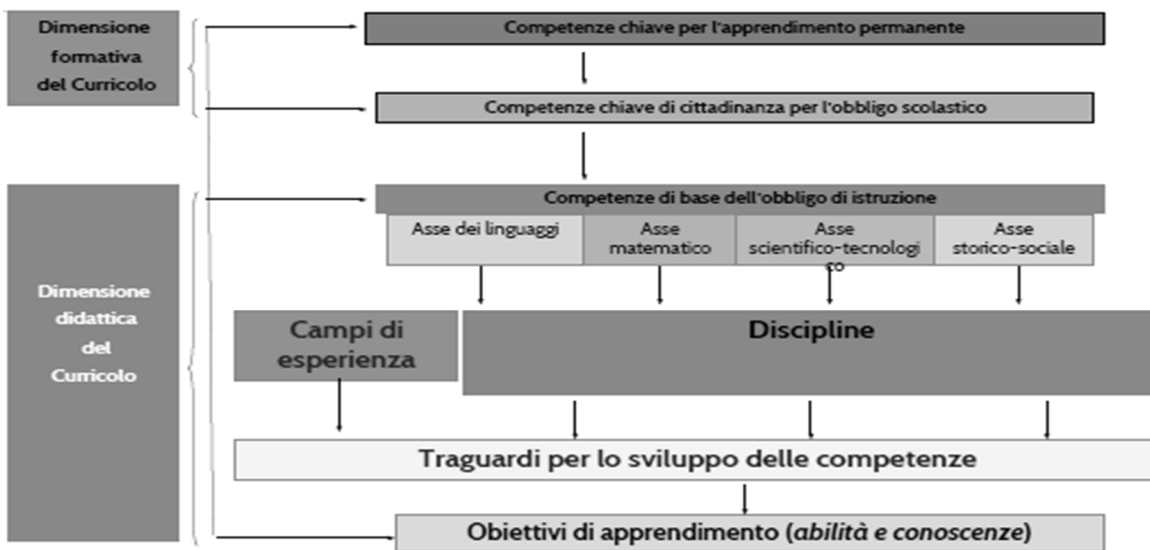 Dimensione
formativa
del Curricolo
Competenze chiave per l'apprendimento permanente
Competenze chiave di cittadinanza per l'obbligo scolastico
Dimensione
didattica
del
Curricolo
Competenze di base dell'obbligo di istruzione
Asse dei linguaggi
Asse
matematico
Asse
scientifico-tecnologi
co
Asse
storico-sociale
Campi di
esperienza
Discipline
Traguardi per lo sviluppo delle competenze
Obiettivi di apprendimento (abilità e conoscenze)